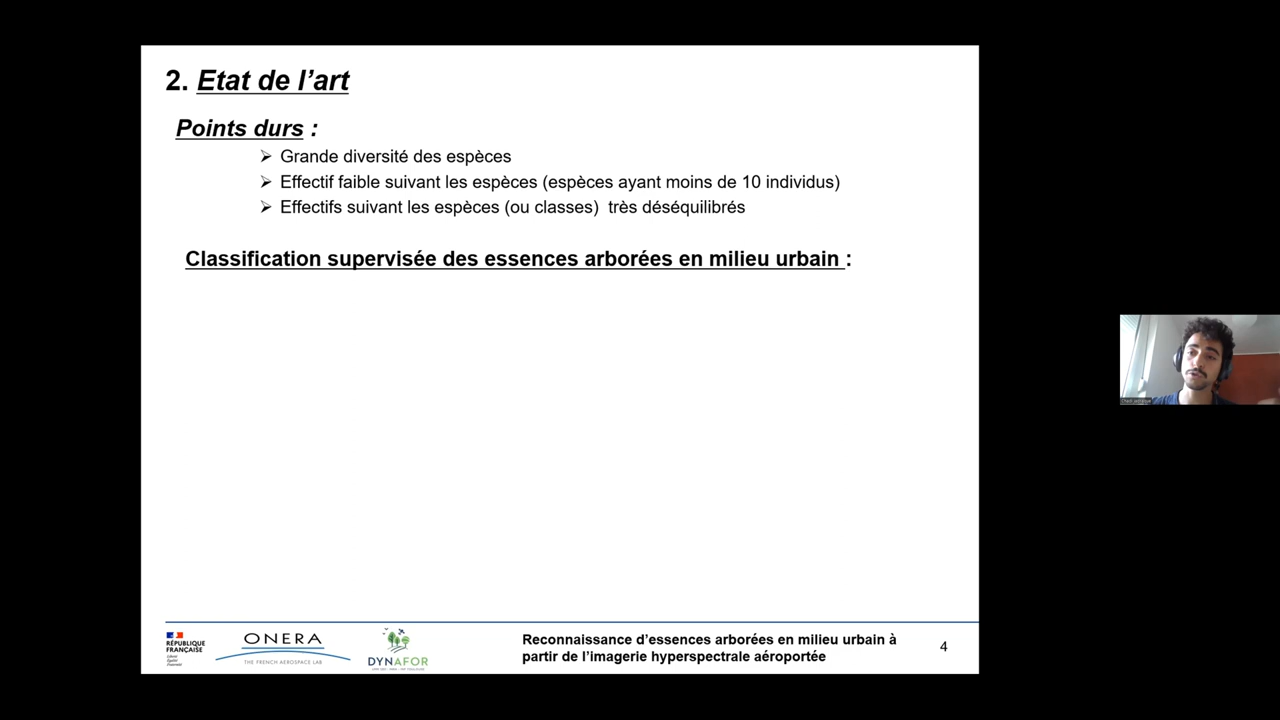 2. Etat de l’art
Points durs :
➢ Grande diversité des espèces
➢ Effectif faible suivant les espèces (espèces ayant moins de 10 individus)
➢ Effectifs suivant les espèces (ou classes) très déséquilibrés
Classification supervisée des essences arborées en milieu urbain :
RÉPUBLIQUE
FRANÇAISE
Liberté
Égalité
Fraternité
ONERA
THE FRENCH AEROSPACE LAB
DYNAFOR
Reconnaissance d’essences arborées en milieu urbain à
partir de l’imagerie hyperspectrale aéroportée
4